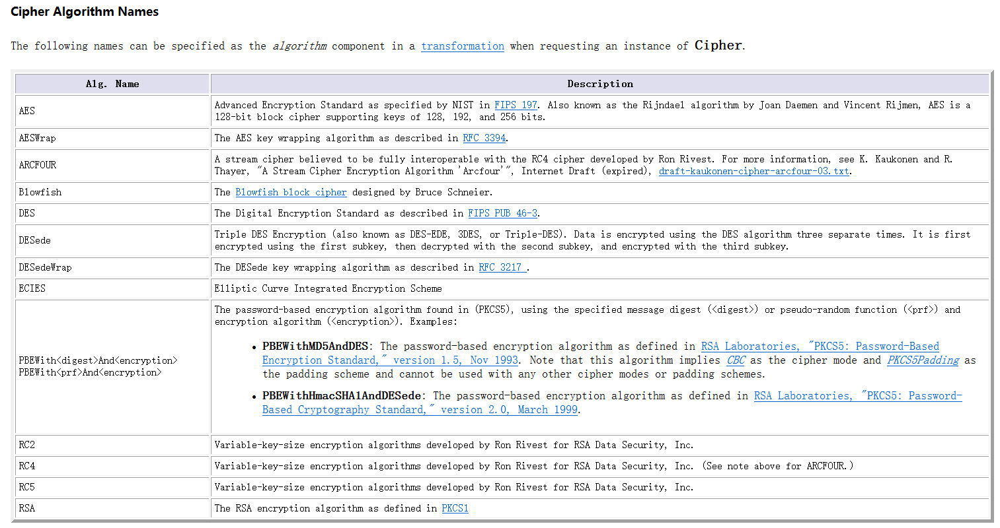 Cipher Algorithm Names
The following names can be specified as the algorithm component in a transformation when requesting an instance of Cipher.
Alg. Name Description
AES
Advanced Encryption Standard as specified by NIST in FIPS 197. Also known as the Rijndael algorithm by Joan Daemen and Vincent Rijmen, AES is a
128-bit block cipher supporting keys of 128, 192, and 256 bits.
AESWrap The AES key wrapping algorithm as described in RFC 3394.
ARCFOUR
A stream cipher believed to be fully interoperable with the RC4 cipher developed by Ron Rivest. For more information, see K. Kaukonen and R.
Thayer, "A Stream Cipher Encryption Algorithm 'Arcfour'", Internet Draft (expired), draft-kaukonen-cipher-arcfour-03.txt.
Blowfish The Blowfish block cipher designed by Bruce Schneier.
DES The Digital Encryption Standard as described in FIPS PUB 46-3.
DESede
Triple DES Encryption (also known as DES-EDE, 3DES, or Triple-DES). Data is encrypted using the DES algorithm three separate times. It is first
encrypted using the first subkey, then decrypted with the second subkey, and encrypted with the third subkey.
DESedeWrap The DESede key wrapping algorithm as described in RFC 3217 .
ECIES Elliptic Curve Integrated Encryption Scheme
PBEWith<digest>And<encryption>
PBEWith<prf>And<encryption>
The password-based encryption algorithm found in (PKCS5), using the specified message digest (<digest>) or pseudo-random function (<prf>) and
encryption algorithm (<encryption>). Examples:
• PBEWithMD5AndDES: The password-based encryption algorithm as defined in RSA Laboratories, "PKCS5: Password-Based
Encryption Standard," version 1.5, Nov 1993. Note that this algorithm implies CBC as the cipher mode and PKCS5Padding as
the padding scheme and cannot be used with any other cipher modes or padding schemes.
• PBEWithHmacSHA1AndDESede: The password-based encryption algorithm as defined in RSA Laboratories, "PKCS5: Password-
Based Cryptography Standard," version 2.0, March 1999.
RC2 Variable-key-size encryption algorithms developed by Ron Rivest for RSA Data Security, Inc.
RC4 Variable-key-size encryption algorithms developed by Ron Rivest for RSA Data Security, Inc. (See note above for ARCFOUR.)
RC5 Variable-key-size encryption algorithms developed by Ron Rivest for RSA Data Security, Inc.
RSA The RSA encryption algorithm as defined in PKCS1